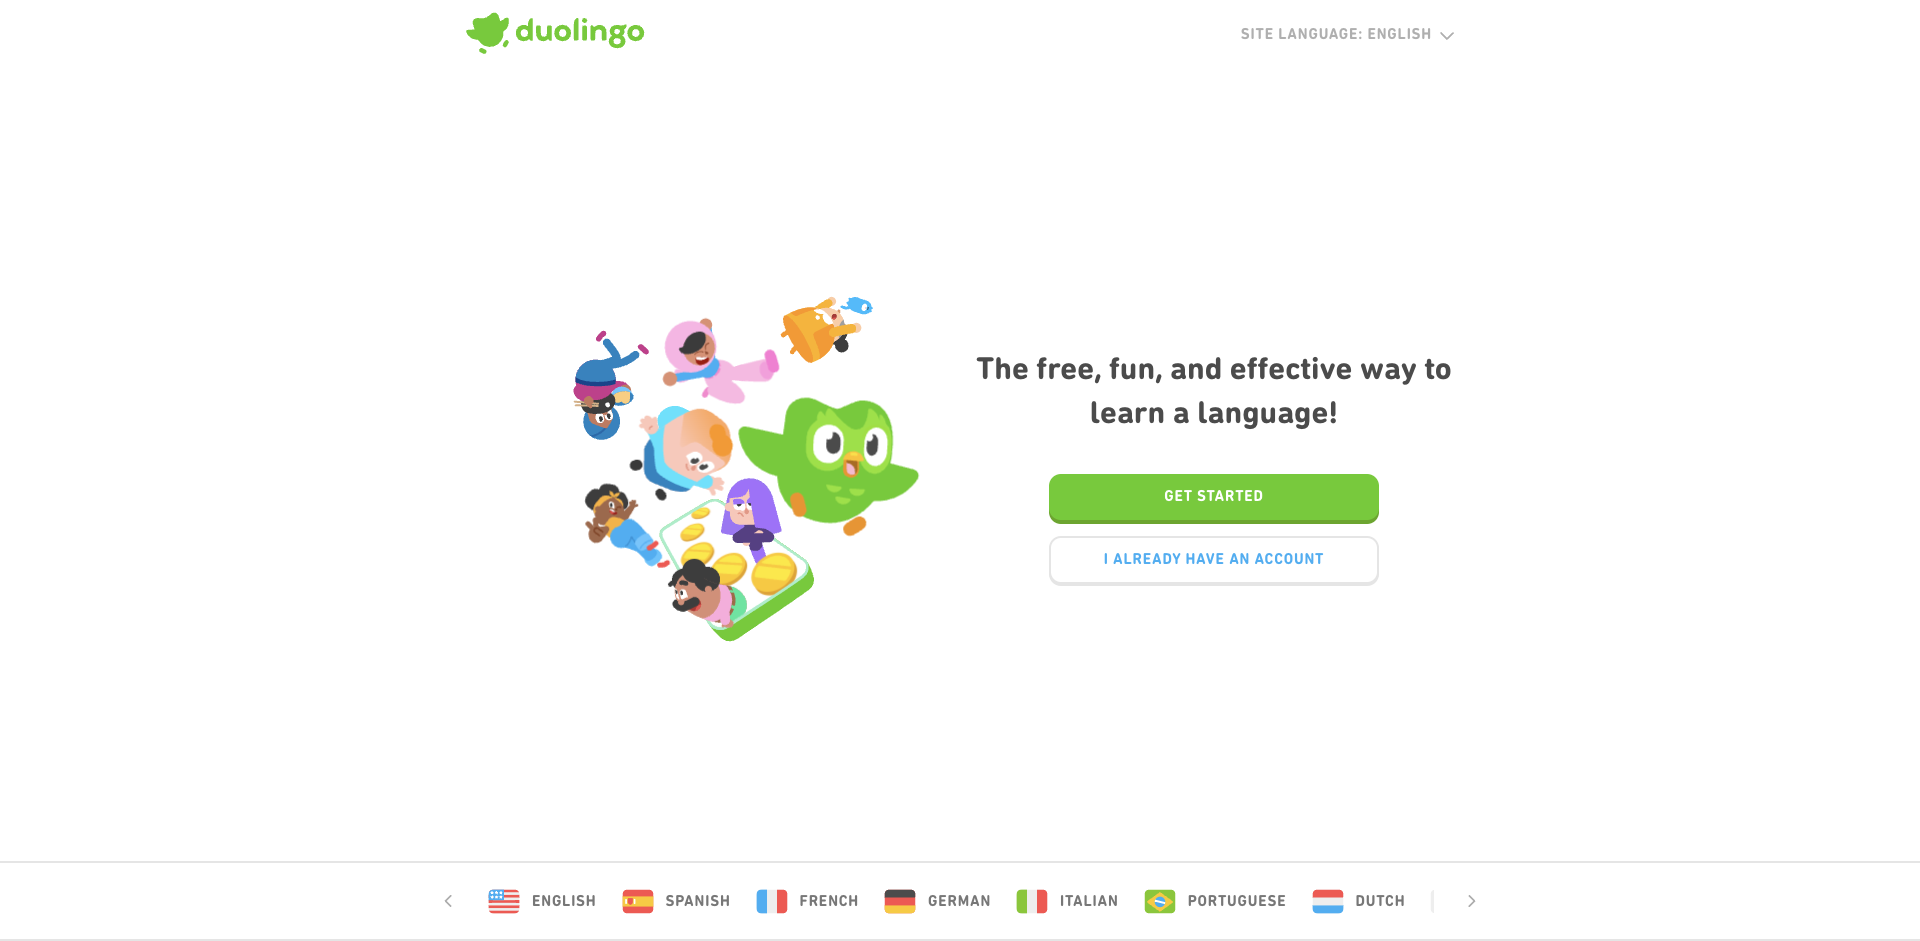 duolingo
SITE LANGUAGE: ENGLISH
The free, fun, and effective way to
learn a language!
GET STARTED
I ALREADY HAVE AN ACCOUNT
ENGLISH SPANISH FRENCH GERMAN ITALIAN PORTUGUESE DUTCH